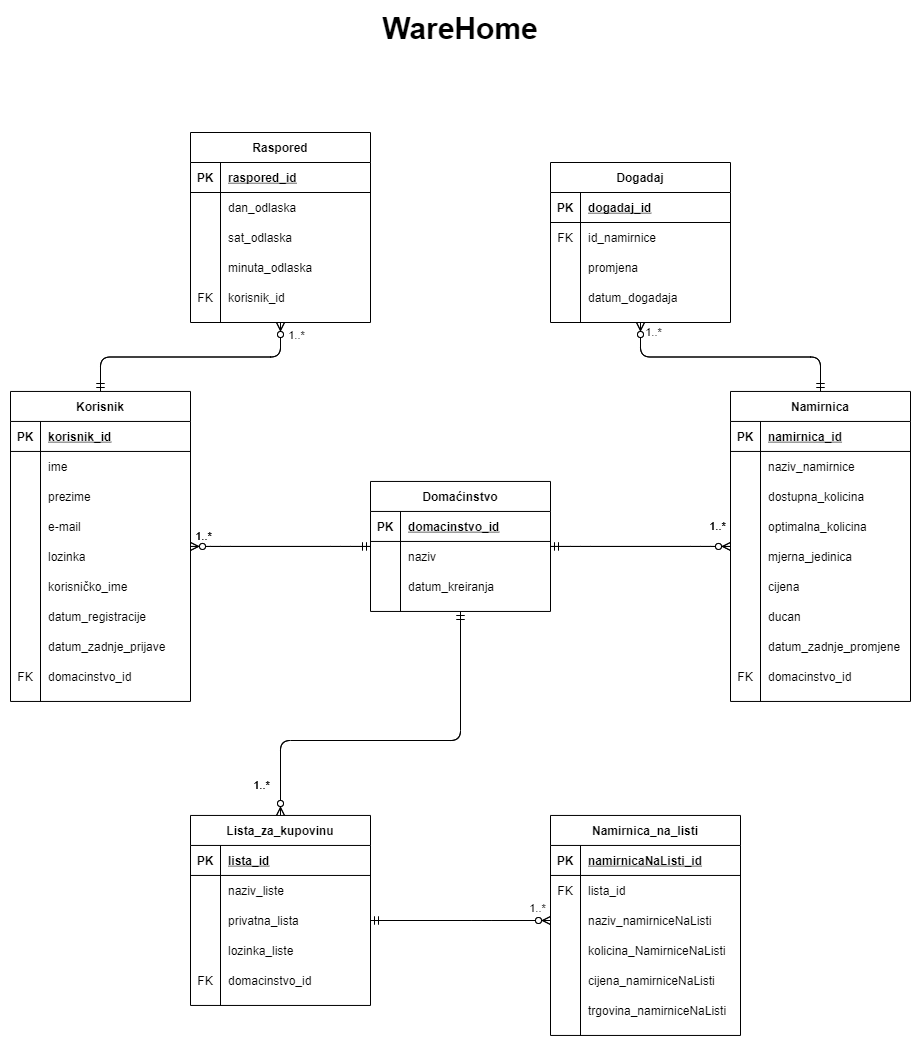 WareHome
Raspored
PK raspored_id
dan_odlaska
sat_odlaska
minuta_odlaska
FK korisnik_id
1..*
Dogadaj
PK dogadaj_id
FK id_namirnice
promjena
datum_dogadaja
1..*
Korisnik
PK korisnik_id
ime
prezime
e-mail
lozinka
korisničko_ime
datum_registracije
datum_zadnje_prijave
FK domacinstvo_id
1..*
Domaćinstvo
PK domacinstvo_id
naziv
datum_kreiranja
1..*
Namirnica
PK namirnica_id
naziv_namirnice
dostupna_kolicina
optimalna_kolicina
mjerna_jedinica
cijena
ducan
datum_zadnje_promjene
FK domacinstvo_id
1..*
Lista_za_kupovinu
PK lista_id
naziv_liste
privatna_lista
lozinka_liste
FK domacinstvo_id
1..*
Namirnica_na_listi
PK namirnicaNaListi_id
FK lista_id
naziv_namirniceNaListi
kolicina_NamirniceNaListi
cijena_namirniceNaListi
trgovina_namirniceNaListi